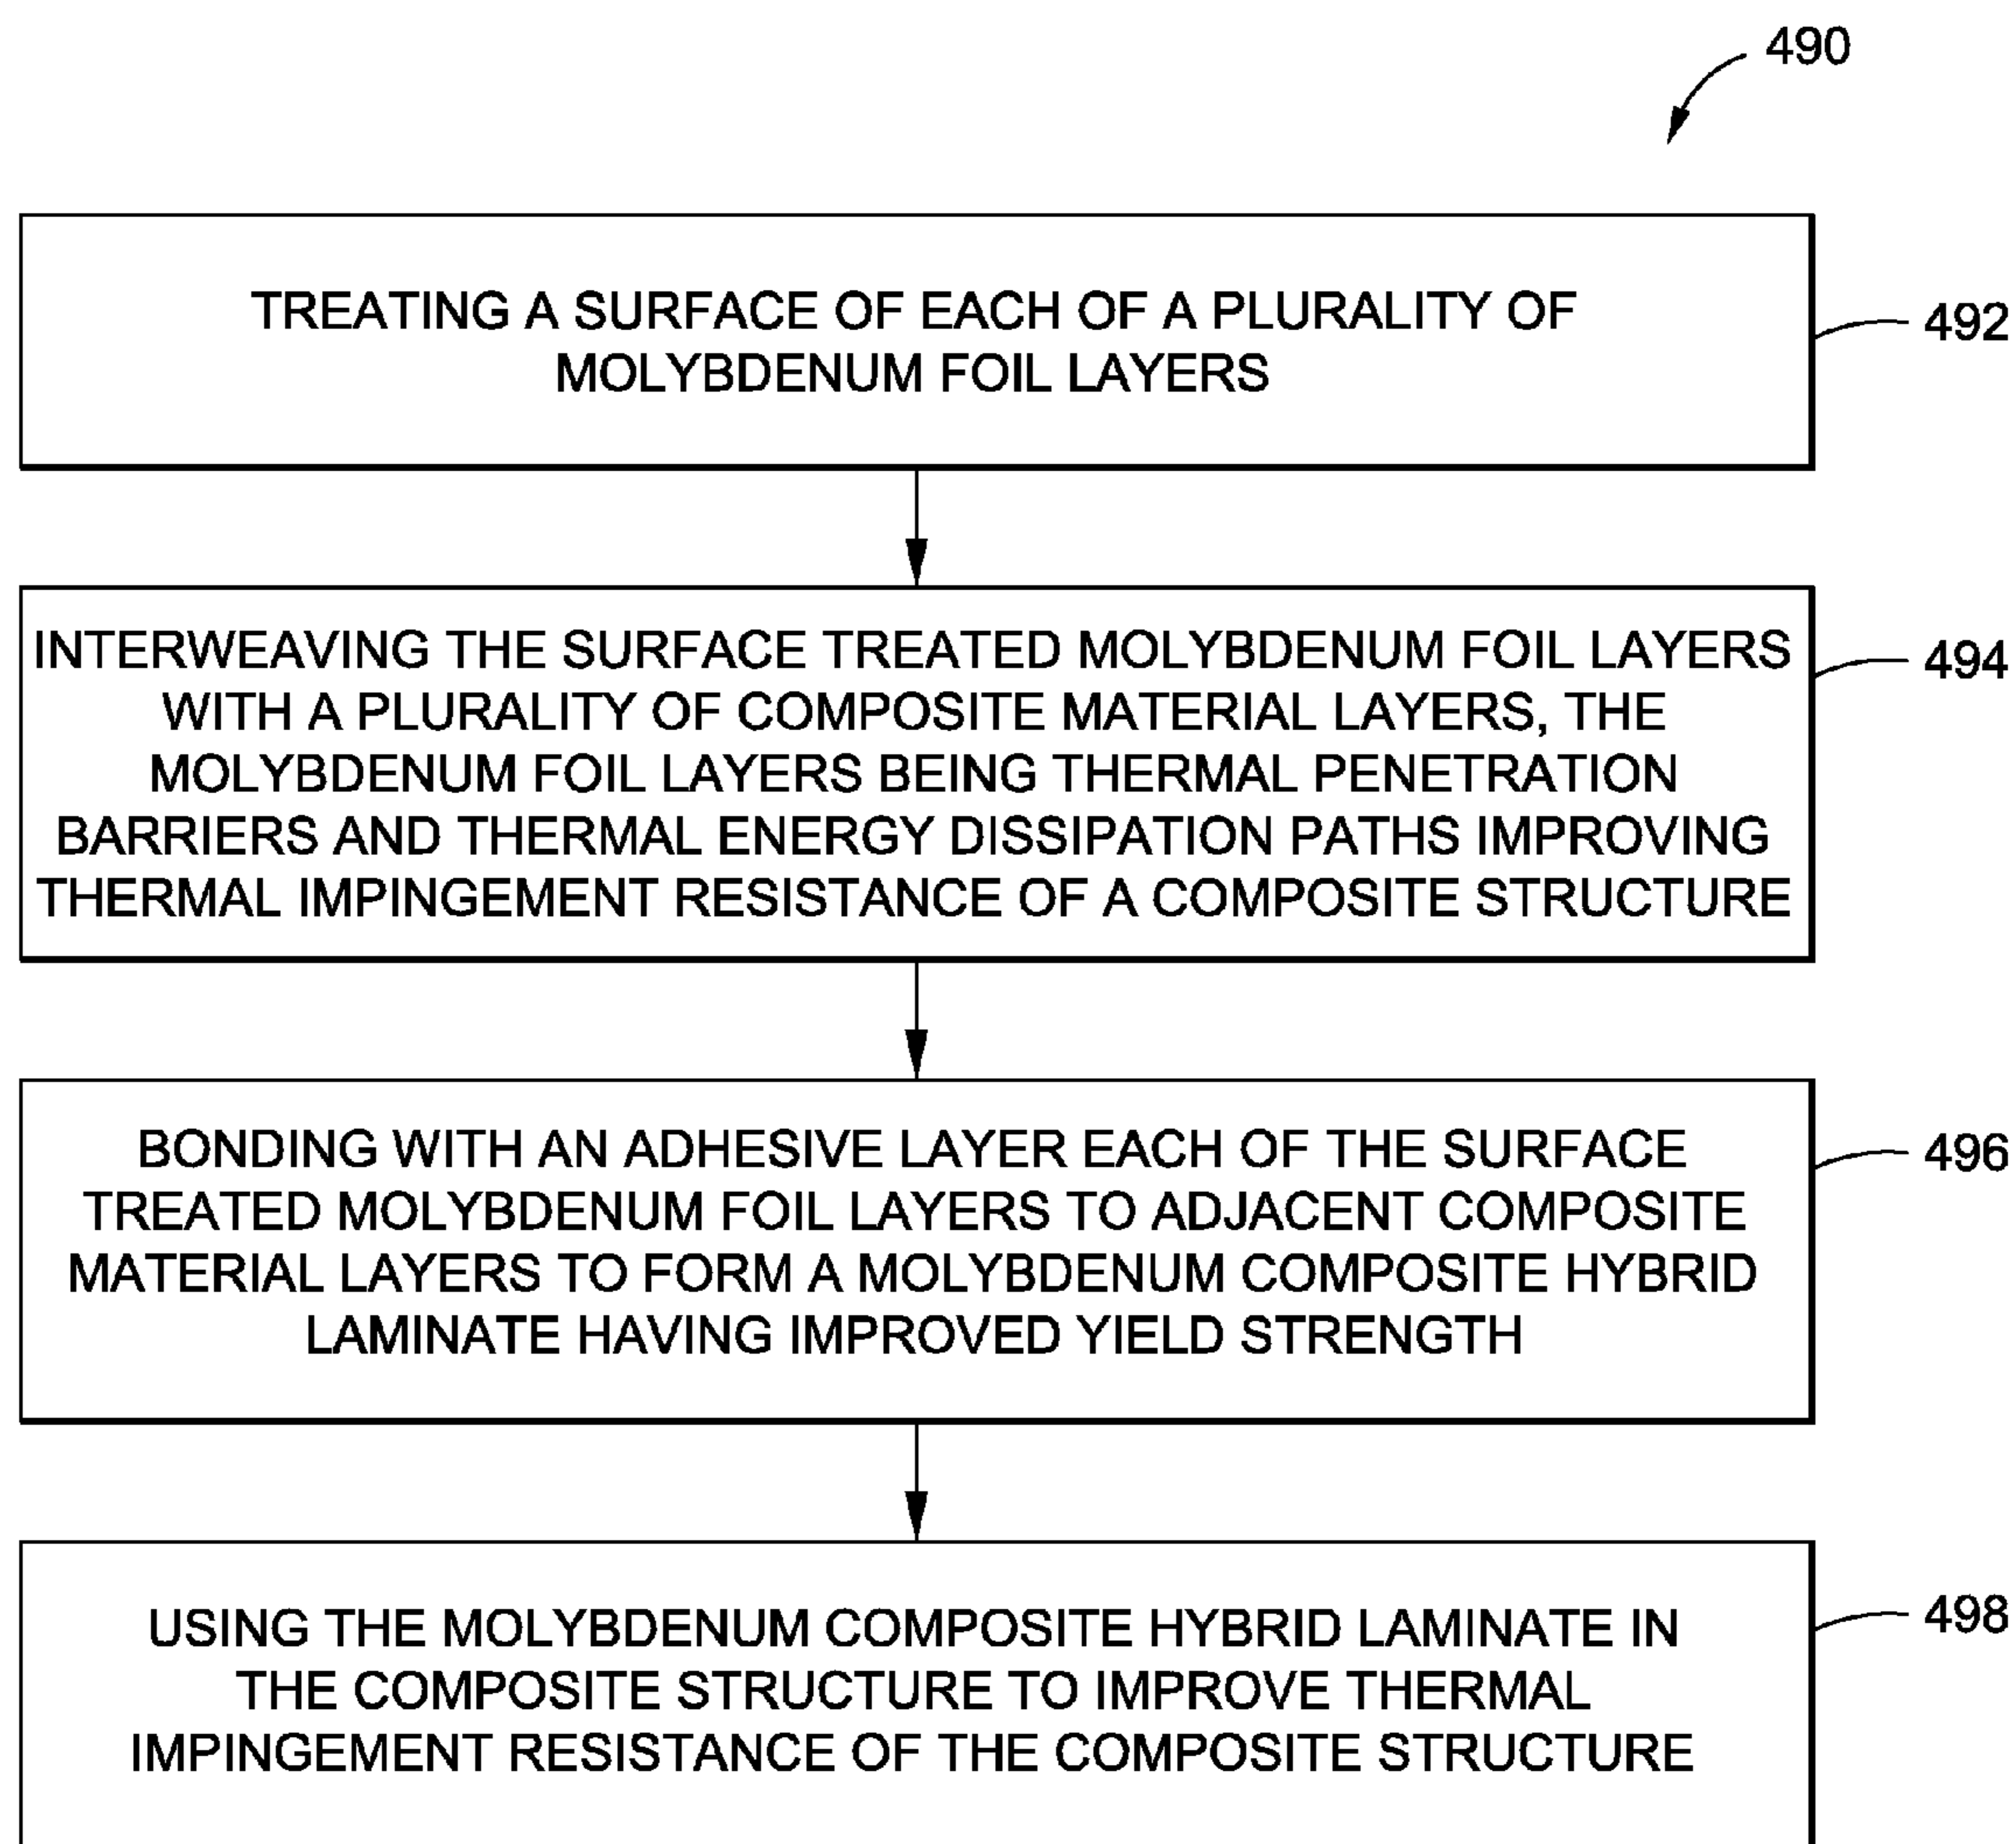 490
TREATING A SURFACE OF EACH OF A PLURALITY OF
MOLYBDENUM FOIL LAYERS
492
INTERWEAVING THE SURFACE TREATED MOLYBDENUM FOIL LAYERS
WITH A PLURALITY OF COMPOSITE MATERIAL LAYERS, THE
MOLYBDENUM FOIL LAYERS BEING THERMAL PENETRATION
BARRIERS AND THERMAL ENERGY DISSIPATION PATHS IMPROVING
THERMAL IMPINGEMENT RESISTANCE OF A COMPOSITE STRUCTURE
494
BONDING WITH AN ADHESIVE LAYER EACH OF THE SURFACE
TREATED MOLYBDENUM FOIL LAYERS TO ADJACENT COMPOSITE
MATERIAL LAYERS TO FORM A MOLYBDENUM COMPOSITE HYBRID
LAMINATE HAVING IMPROVED YIELD STRENGTH
496
USING THE MOLYBDENUM COMPOSITE HYBRID LAMINATE IN
THE COMPOSITE STRUCTURE TO IMPROVE THERMAL
IMPINGEMENT RESISTANCE OF THE COMPOSITE STRUCTURE
498